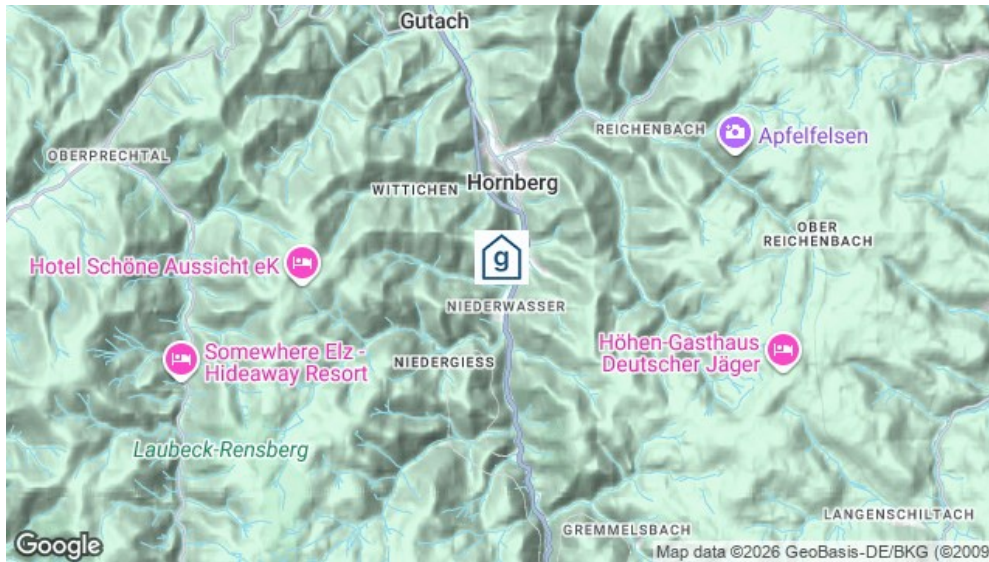 Gutach
REICHENBACH
Apfelfelsen
OBERPRECHTAL
WITTICHEN
Hornberg
OBER
REICHENBACH
g
Hotel Schöne Aussicht eK
NIEDERWASSER
Höhen-Gasthaus
Deutscher Jäger
Somewhere Elz -
Hideaway Resort
NIEDERGIESS
Laubeck-Rensberg
LANGENSCHILTACH
GREMMELSBACH
Google
Map data ©2026 GeoBasis-DE/BKG (©2009